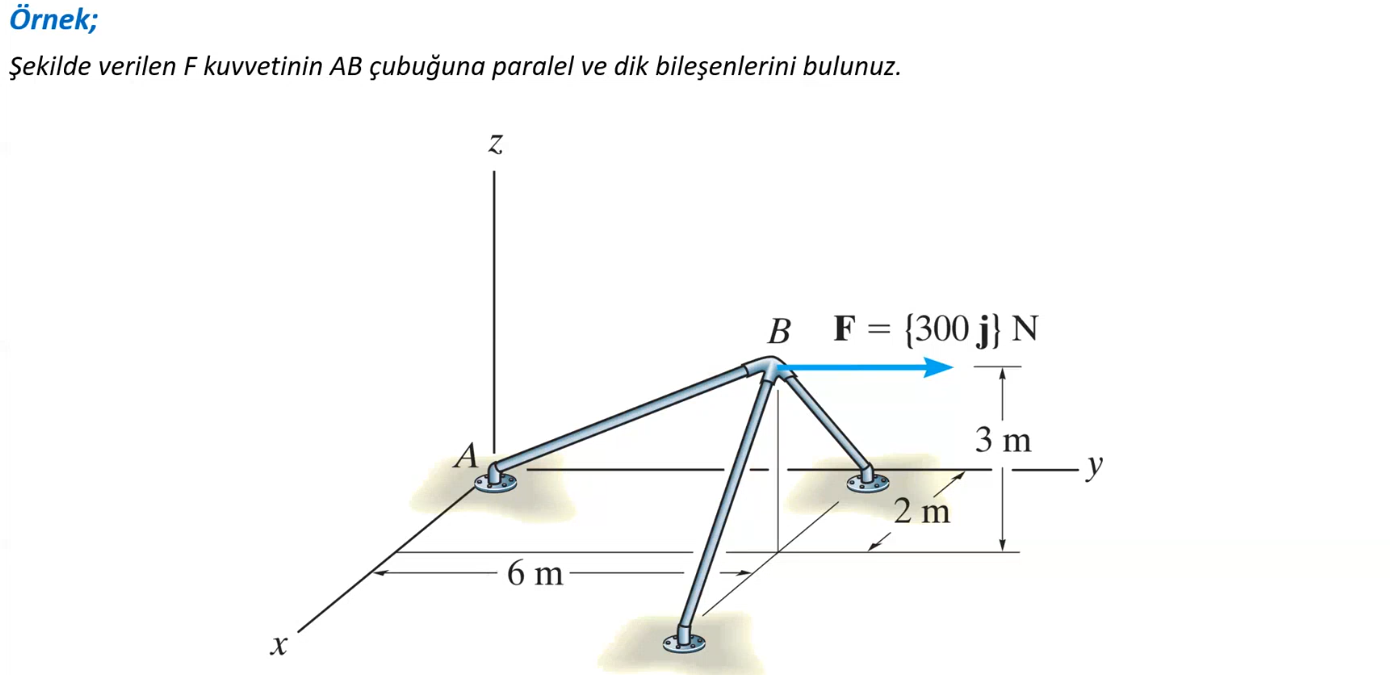 Örnek;
Şekilde verilen F kuvvetinin AB çubuğuna paralel ve dik bileşenlerini bulunuz.
z
B F = {300 j} N
3 m
A
y
2 m
6 m
x